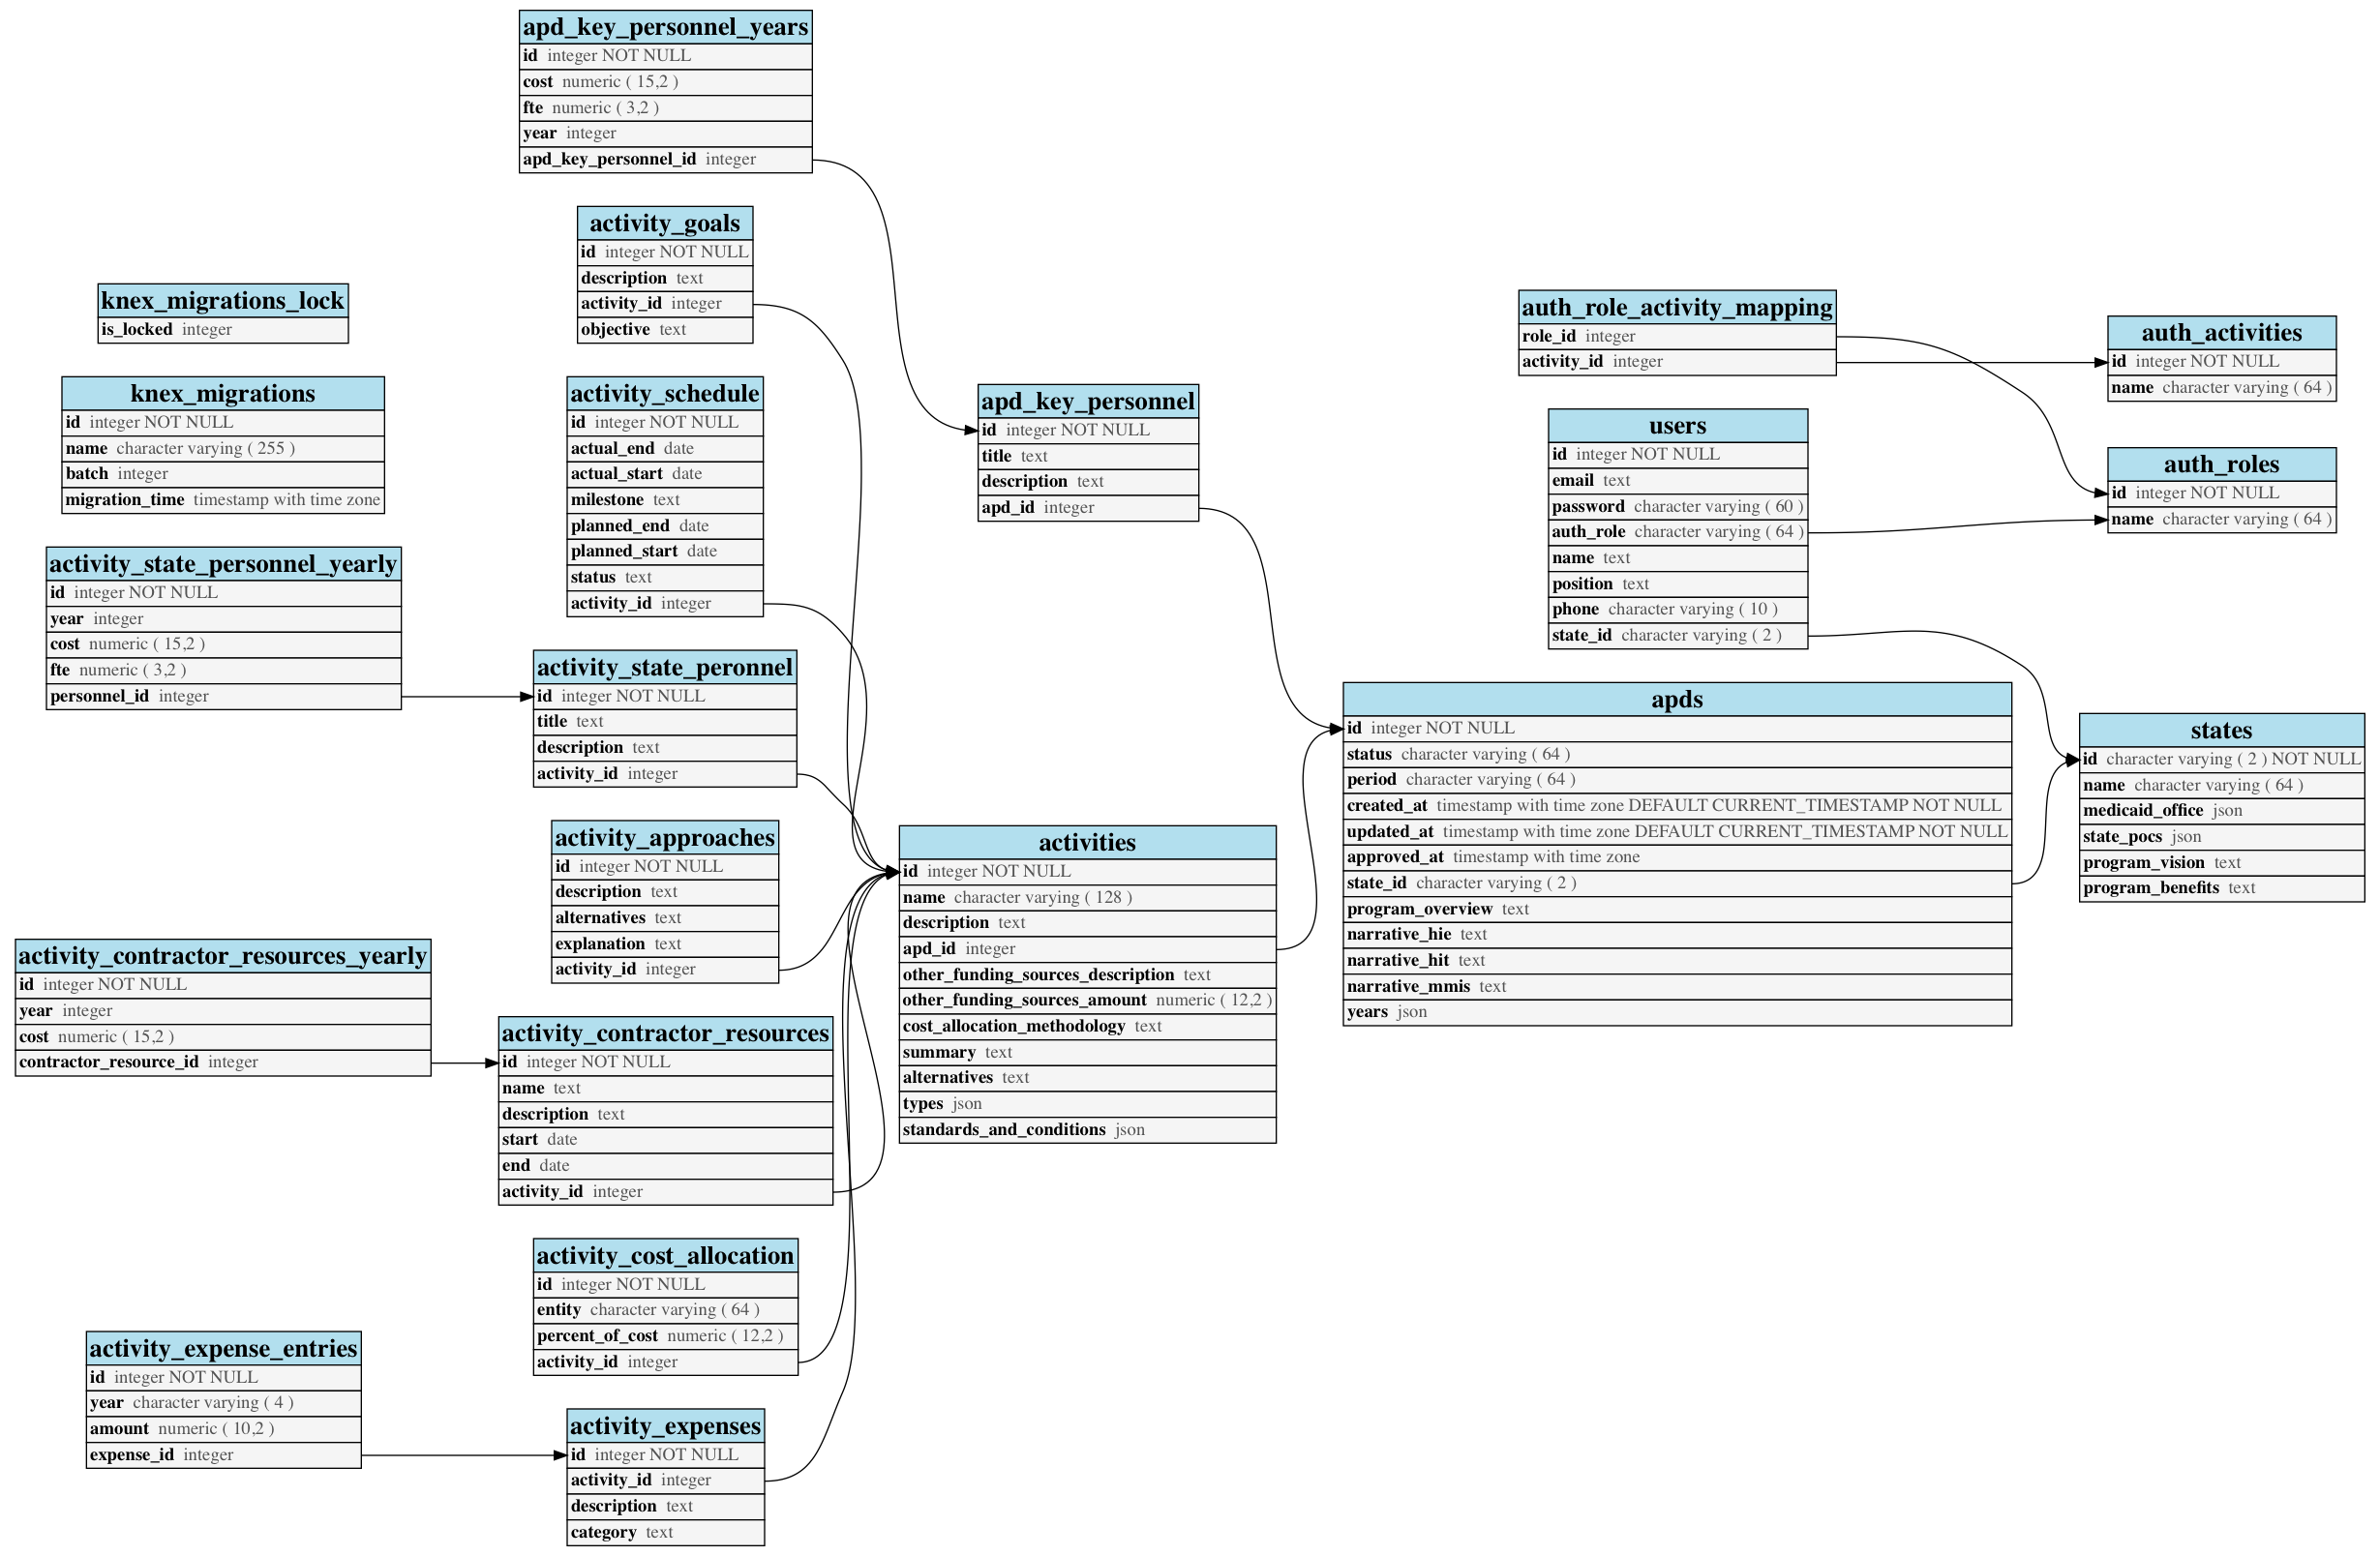 apd_key_personnel_years
id integer NOT NULL
cost numeric ( 15,2 )
fte numeric ( 3,2 )
year integer
apd_key_personnel_id integer
activity_goals
id integer NOT NULL
description text
activity_id integer
objective text
knex_migrations_lock
is_locked integer
knex_migrations
id integer NOT NULL
name character varying ( 255 )
batch integer
migration_time timestamp with time zone
activity_schedule
id integer NOT NULL
actual_end date
actual_start date
milestone text
planned_end date
planned_start date
status text
activity_id integer
apd_key_personnel
id integer NOT NULL
title text
description text
apd_id integer
auth_role_activity_mapping
role_id integer
activity_id integer
auth_activities
id integer NOT NULL
name character varying ( 64 )
users
id integer NOT NULL
email text
password character varying ( 60 )
auth_role character varying ( 64 )
name text
position text
phone character varying ( 10 )
state_id character varying ( 2 )
auth_roles
id integer NOT NULL
name character varying ( 64 )
activity_state_personnel_yearly
id integer NOT NULL
year integer
cost numeric ( 15,2 )
fte numeric ( 3,2 )
personnel_id integer
activity_state_peronnel
id integer NOT NULL
title text
description text
activity_id integer
apds
id integer NOT NULL
status character varying ( 64 )
period character varying ( 64 )
created_at timestamp with time zone DEFAULT CURRENT_TIMESTAMP NOT NULL
updated_at timestamp with time zone DEFAULT CURRENT_TIMESTAMP NOT NULL
approved_at timestamp with time zone
state_id character varying ( 2 )
program_overview text
narrative_hie text
narrative_hit text
narrative_mmis text
years json
states
id character varying ( 2 ) NOT NULL
name character varying ( 64 )
medicaid_office json
state_pocs json
program_vision text
program_benefits text
activity_approaches
id integer NOT NULL
description text
alternatives text
explanation text
activity_id integer
activities
id integer NOT NULL
name character varying ( 128 )
description text
apd_id integer
other_funding_sources_description text
other_funding_sources_amount numeric ( 12,2 )
cost_allocation_methodology text
summary text
alternatives text
types json
standards_and_conditions json
activity_contractor_resources_yearly
id integer NOT NULL
year integer
cost numeric ( 15,2 )
contractor_resource_id integer
activity_contractor_resources
id integer NOT NULL
name text
description text
start date
end date
activity_id integer
activity_cost_allocation
id integer NOT NULL
entity character varying ( 64 )
percent_of_cost numeric ( 12,2 )
activity_id integer
activity_expense_entries
id integer NOT NULL
year character varying ( 4 )
amount numeric ( 10,2 )
expense_id integer
activity_expenses
id integer NOT NULL
activity_id integer
description text
category text